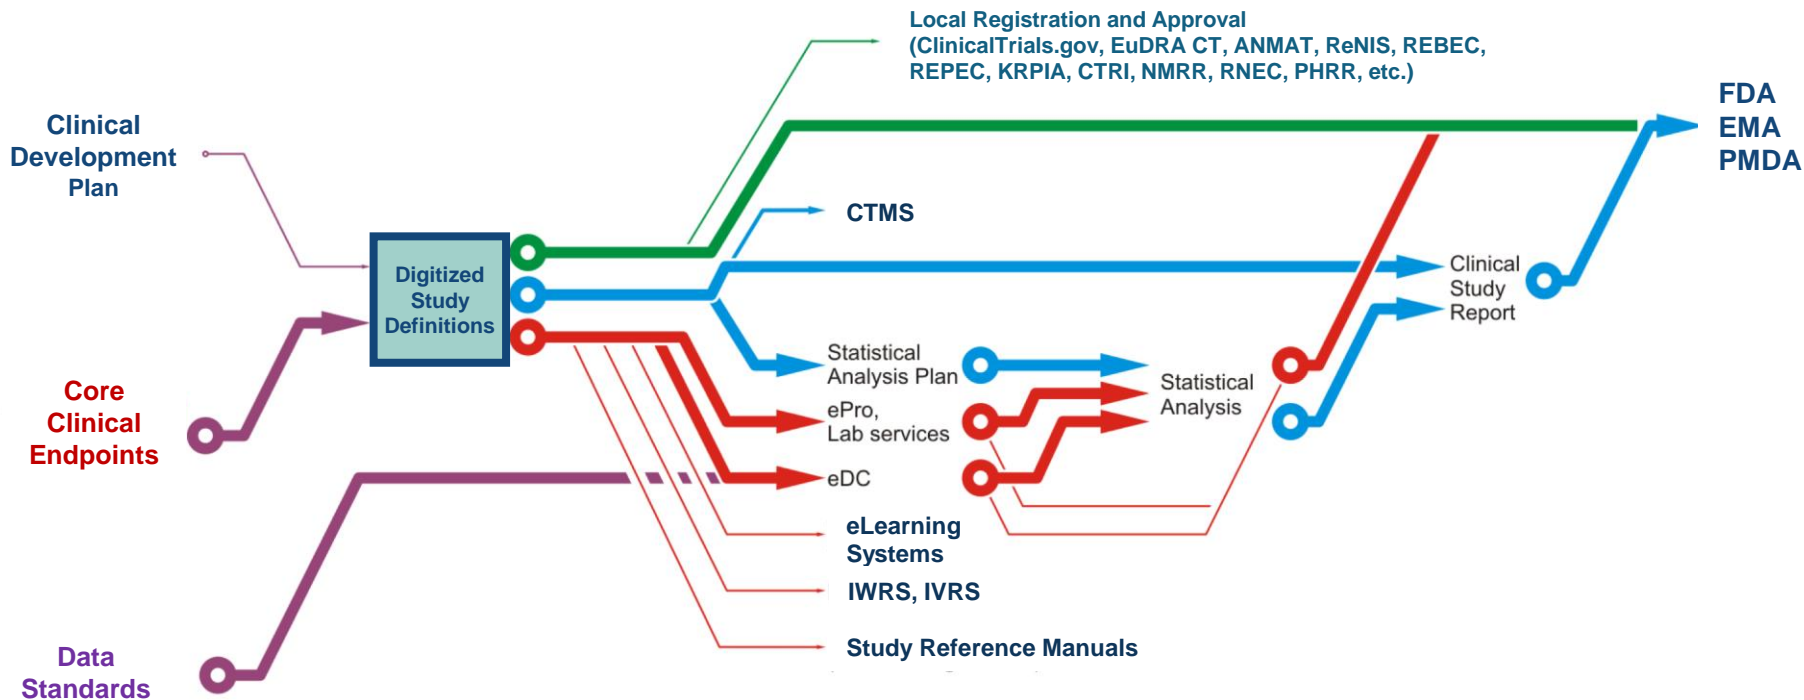 Local Registration and Approval
(ClinicalTrials.gov, EuDRA CT, ANMAT, ReNIS, REBEC,
REPEC, KRPIA, CTRI, NMRR, RNEC, PHRR, etc.)
FDA
EMA
PMDA
Clinical
Development
Plan
CTMS
Digitized
Study
Definitions
Clinical
Study
Report
Statistical
Analysis Plan
Statistical
Analysis
Core
Clinical
Endpoints
ePro,
Lab services
eDC
eLearning
Systems
IWRS, IVRS
Study Reference Manuals
Data
Standards